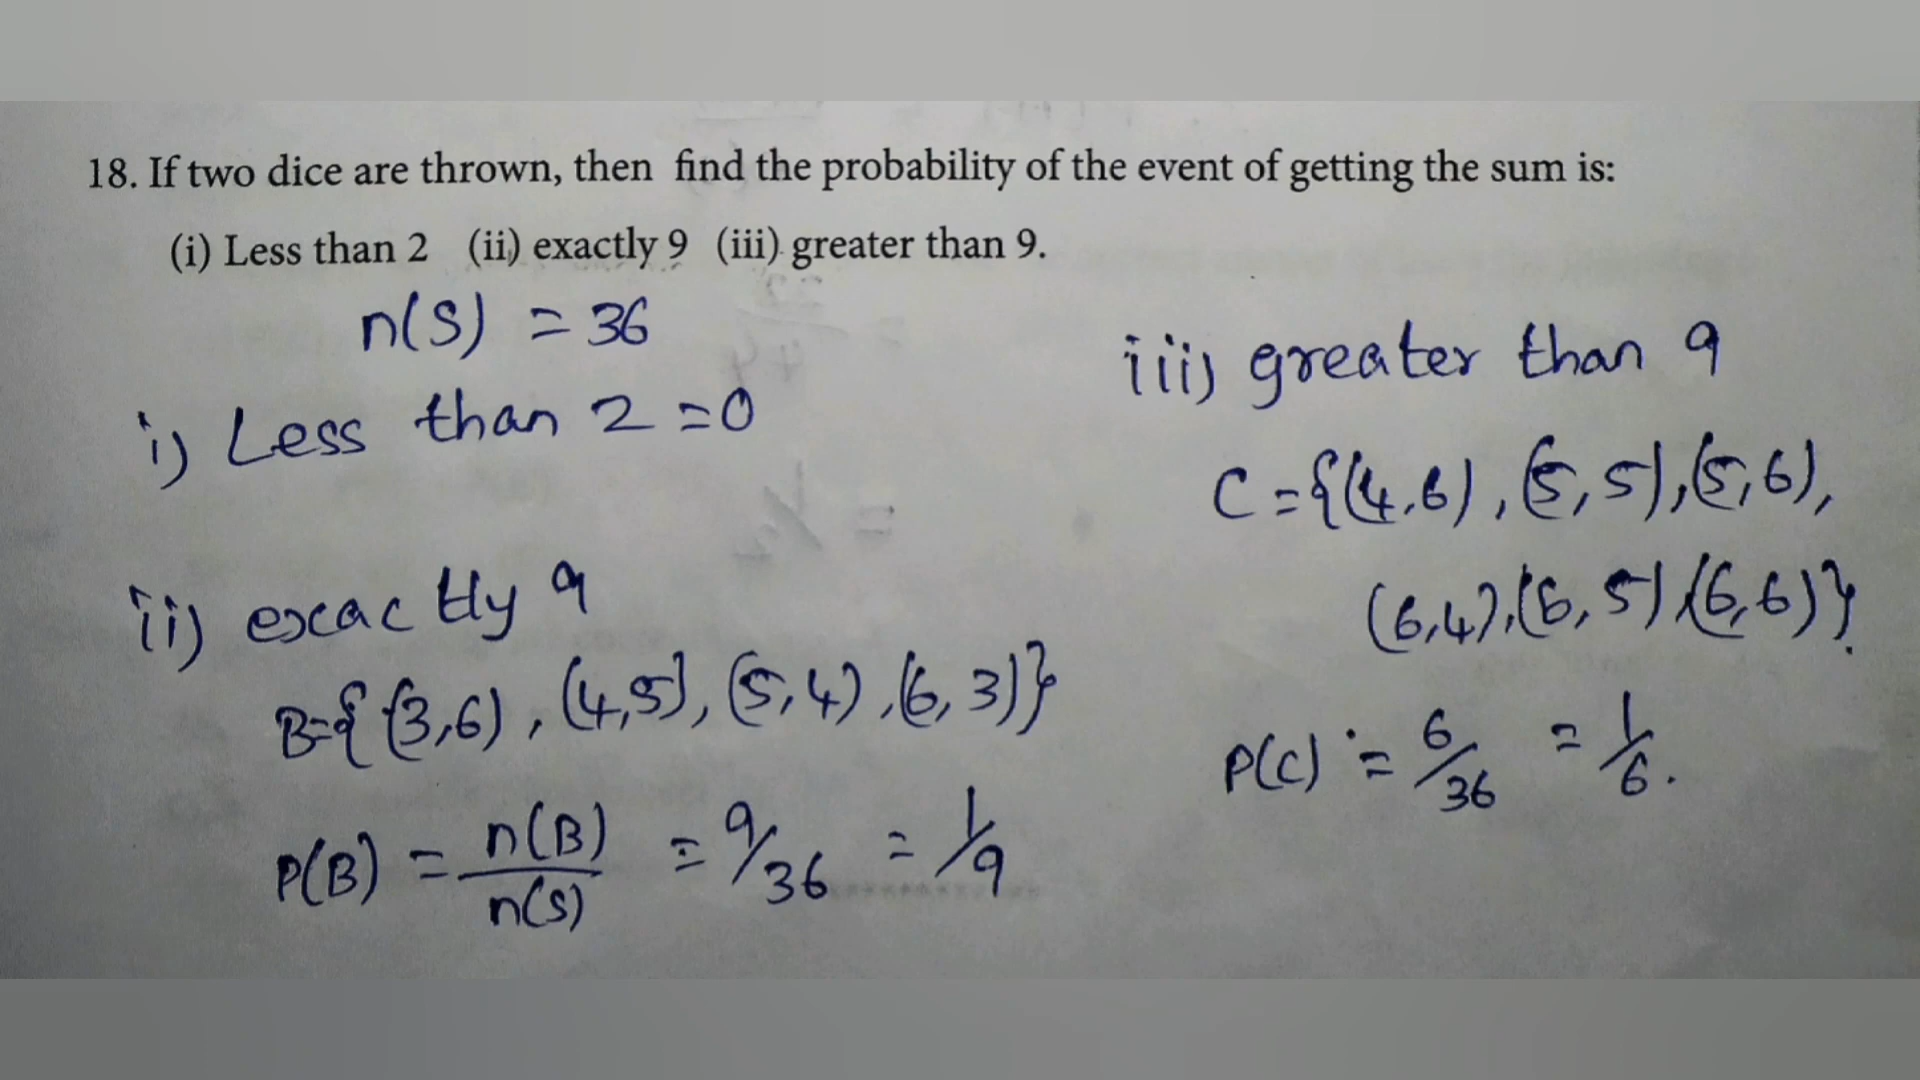 18. If two dice are thrown, then find the probability of the event of getting the sum is:
(i) Less than 2 (ii) exactly 9 (iii) greater than 9.
n(S) = 36
i) Less than 2 = 0
ii) exactly 9
B={(3,6), (4,5), (5,4), (6,3)}
P(B) = n(B)/n(S) = 9/36 = 1/9
iii) greater than 9
C={(4,6), (5,5), (5,6),
(6,4), (6,5), (6,6)}.
P(C) = 6/36 = 1/6.